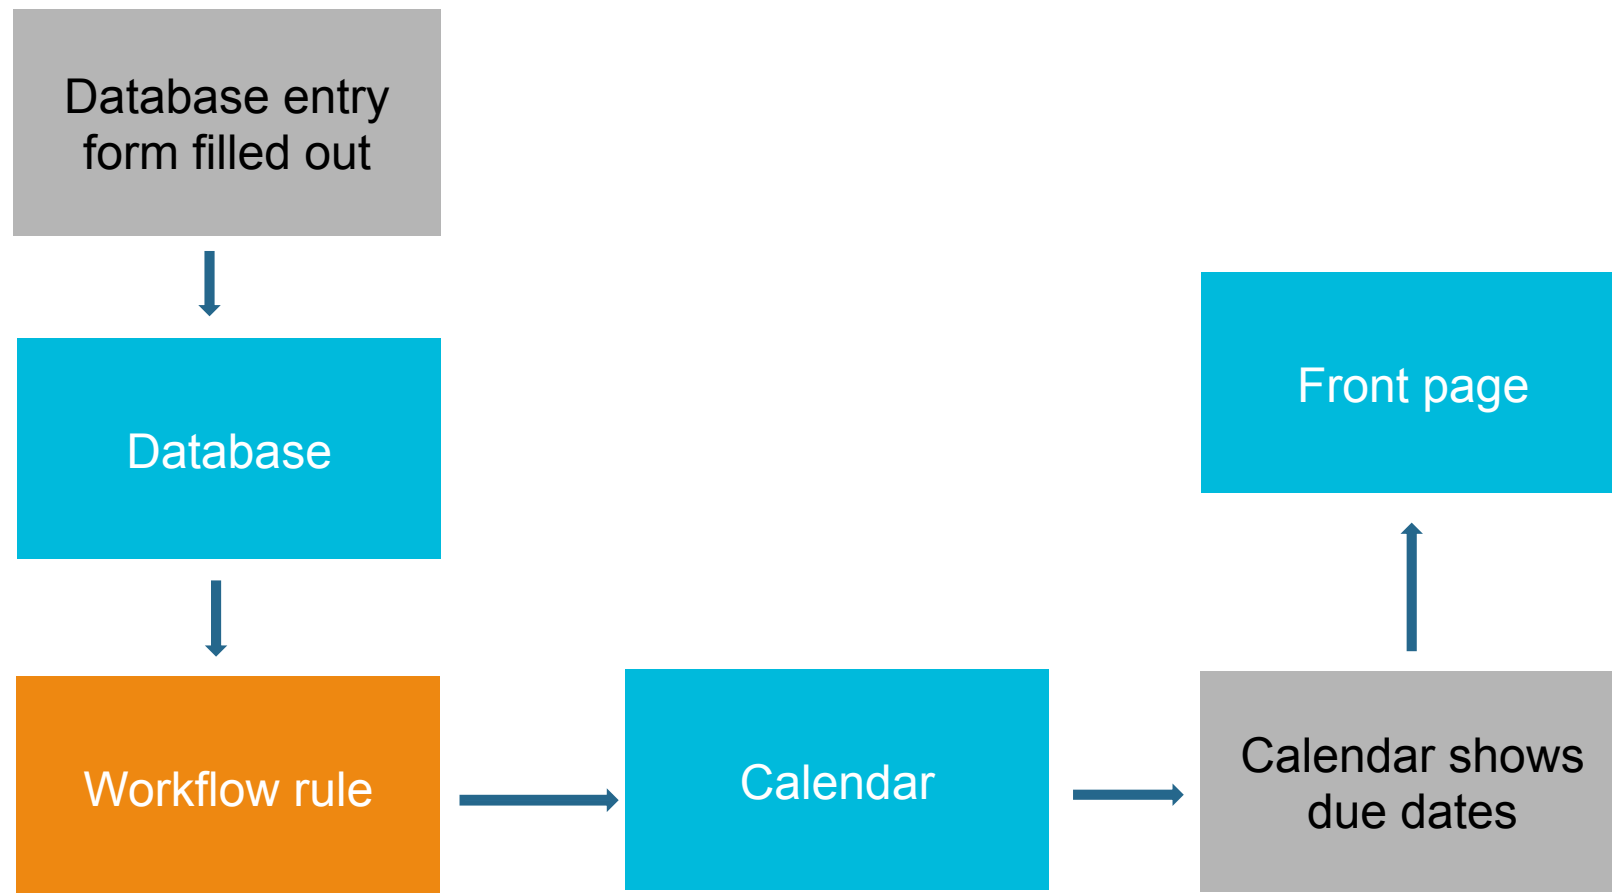 Database entry
form filled out
Database
Workflow rule
Calendar
Calendar shows
due dates
Front page